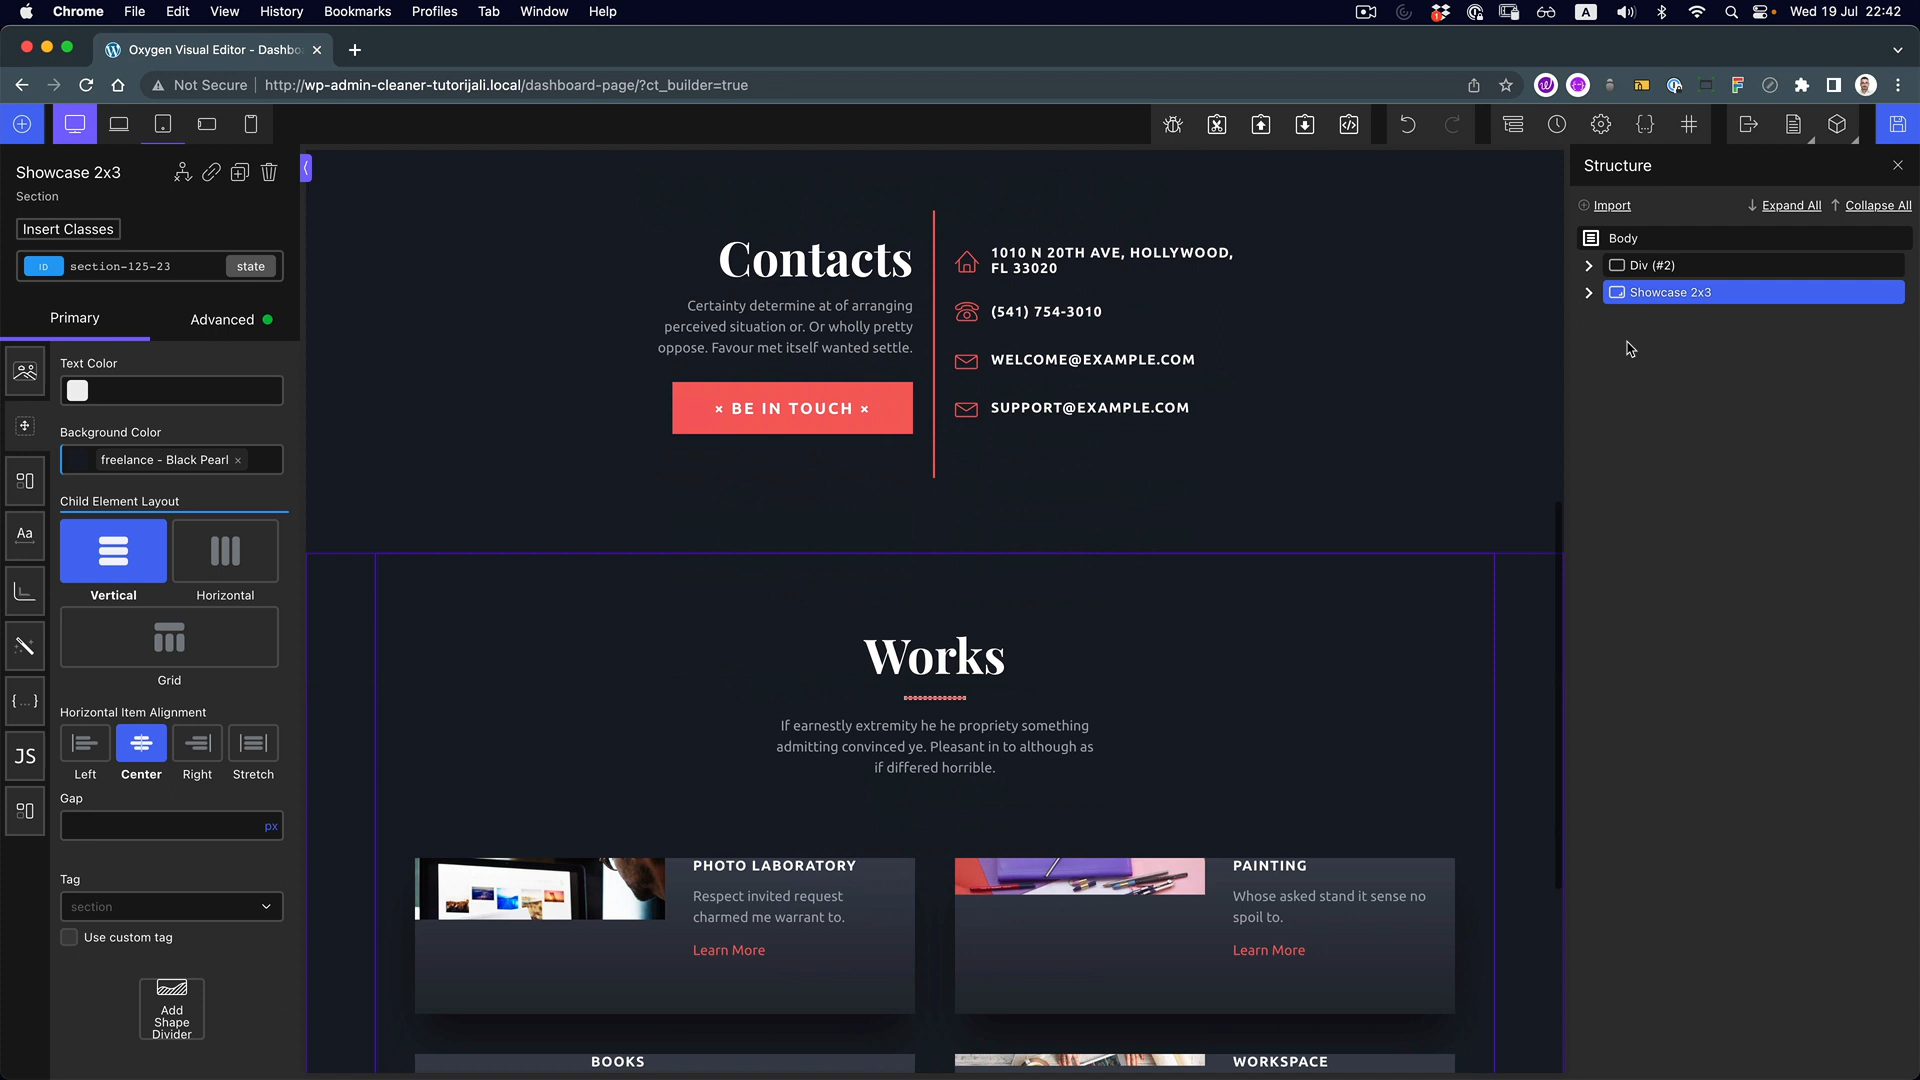 Chrome File Edit View History Bookmarks Profiles Tab Window Help
A Wed 19 Jul 22:42
Oxygen Visual Editor - Dashbo
Not Secure http://wp-admin-cleaner-tutorijali.local/dashboard-page/?ct_builder=true
Showcase 2x3
Section
Insert Classes
ID section-125-23 state
Primary Advanced
Text Color
Background Color
freelance - Black Pearl ×
Child Element Layout
Vertical Horizontal
Grid
Horizontal Item Alignment
Left Center Right Stretch
Gap
px
Tag
section
Use custom tag
Add
Shape
Divider
Aa
{...}
JS
Contacts
Certainty determine at of arranging
perceived situation or. Or wholly pretty
oppose. Favour met itself wanted settle.
× BE IN TOUCH ×
1010 N 20TH AVE, HOLLYWOOD,
FL 33020
(541) 754-3010
WELCOME@EXAMPLE.COM
SUPPORT@EXAMPLE.COM
Works
If earnestly extremity he he propriety something
admitting convinced ye. Pleasant in to although as
if differed horrible.
PHOTO LABORATORY
Respect invited request
charmed me warrant to.
Learn More
PAINTING
Whose asked stand it sense no
spoil to.
Learn More
BOOKS
WORKSPACE
Structure
Import Expand All Collapse All
Body
Div (#2)
Showcase 2x3